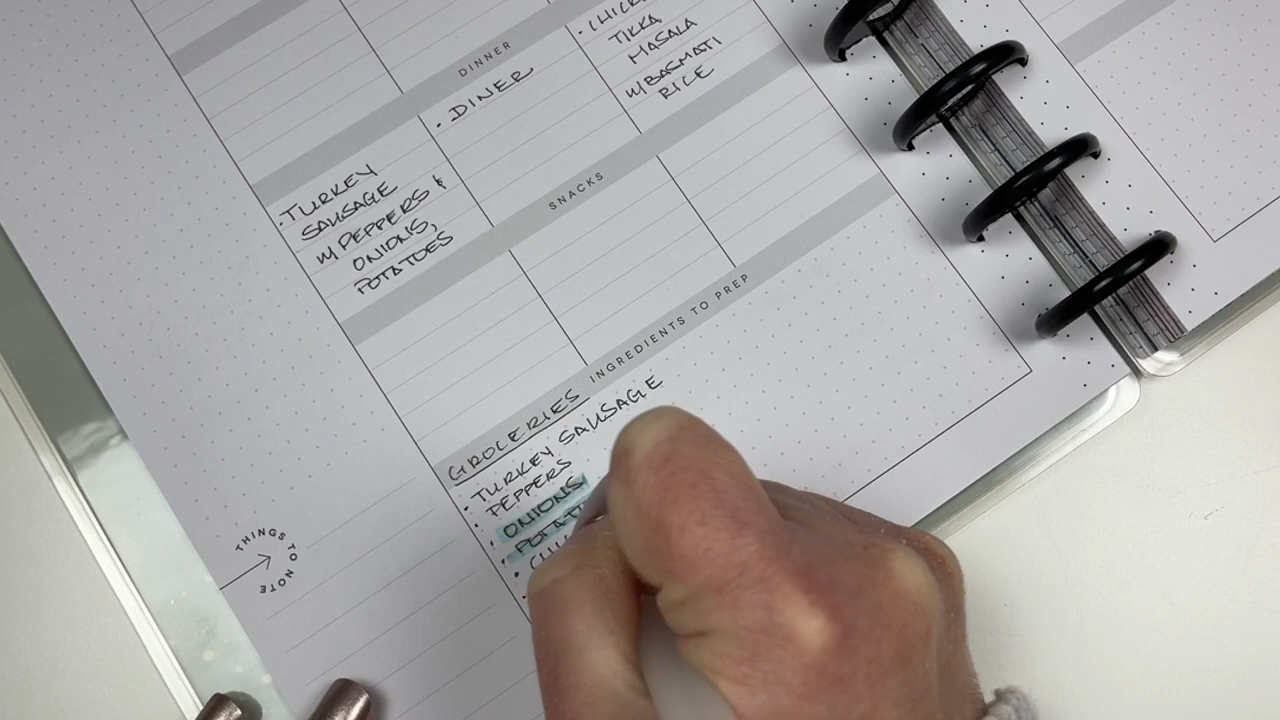 DINNER
• TURKEY
SAUSAGE
W/ PEPPERS &
ONIONS,
POTATOES
• DINER
TIKKA
MASALA
W/ BASMATI
RICE
SNACKS
INGREDIENTS TO PREP
GROCERIES
• TURKEY SAUSAGE
• PEPPERS
• ONIONS
THINGS TO NOTE